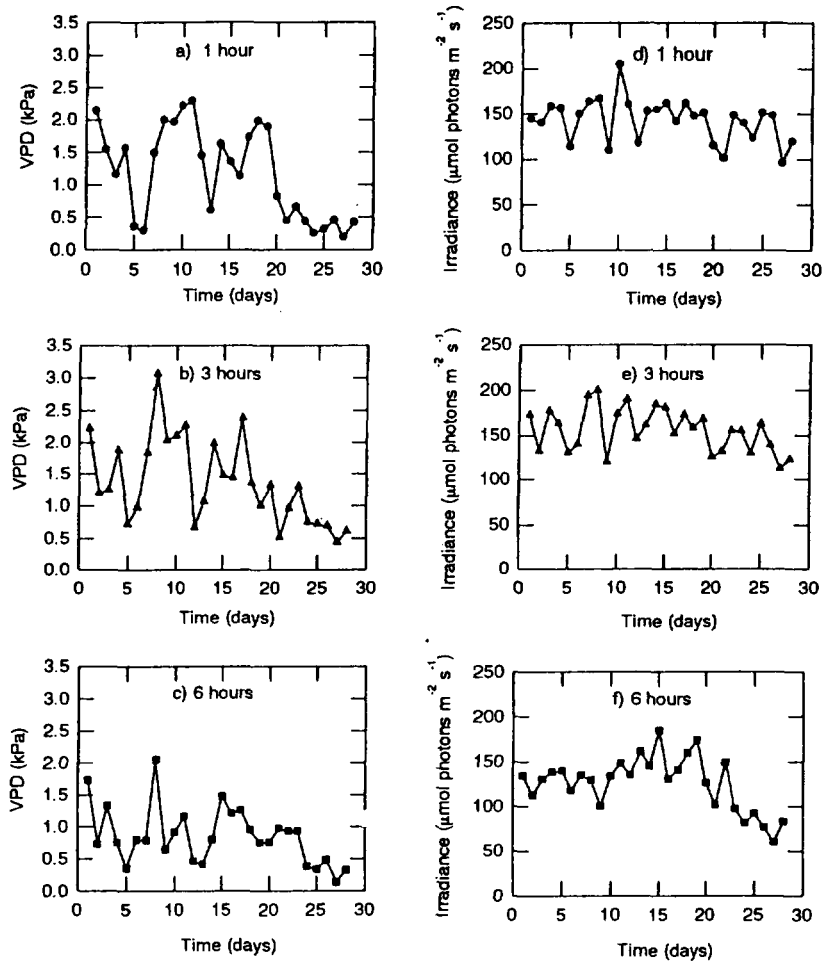 a) 1 hour
VPD (kPa)
3.5
3.0
2.5
2.0
1.5
1.0
0.5
0.0
0 5 10 15 20 25 30
Time (days)
d) 1 hour
Irradiance (μmol photons m⁻² s⁻¹)
250
200
150
100
50
0
0 5 10 15 20 25 30
Time (days)
b) 3 hours
VPD (kPa)
3.5
3.0
2.5
2.0
1.5
1.0
0.5
0.0
0 5 10 15 20 25 30
Time (days)
e) 3 hours
Irradiance (μmol photons m⁻² s⁻¹)
250
200
150
100
50
0
0 5 10 15 20 25 30
Time (days)
c) 6 hours
VPD (kPa)
3.5
3.0
2.5
2.0
1.5
1.0
0.5
0.0
0 5 10 15 20 25 30
Time (days)
f) 6 hours
Irradiance (μmol photons m⁻² s⁻¹)
250
200
150
100
50
0
0 5 10 15 20 25 30
Time (days)